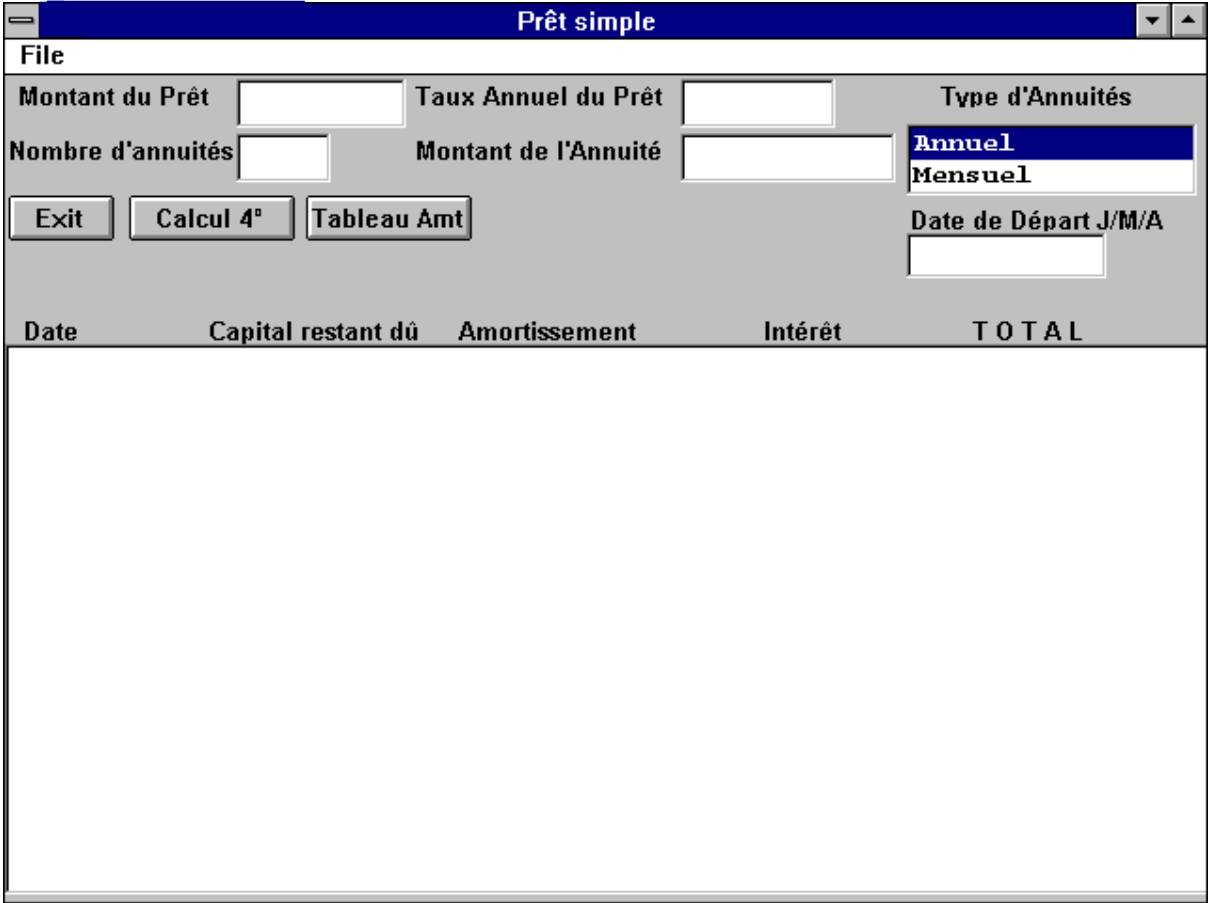 Prêt simple
File
Montant du Prêt Taux Annuel du Prêt Type d'Annuités
Nombre d'annuités Montant de l'Annuité Annuel
Mensuel
Exit Calcul 4° Tableau Amt Date de Départ J/M/A
Date Capital restant dû Amortissement Intérêt T O T A L